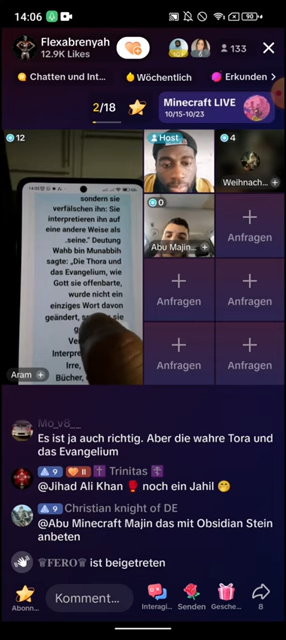 14:06
90
Flexabrenyah
12.9K Likes
133
Chatten und Int...
Wöchentlich
Erkunden
2/18
Minecraft LIVE
10/15-10/23
12
sondern sie
verfälschen ihn: Sie
interpretieren ihn auf
eine andere Weise als
.seine." Deutung
Wahb bin Munabbih
sagte: „Die Thora und
das Evangelium, wie
Gott sie offenbarte,
wurde nicht ein
einziges Wort davon
geändert,
Irre,
Bücher,
Aram
Host
4
Weihnach...
0
Abu Majin...
Anfragen
Anfragen
Anfragen
Anfragen
Anfragen
Mo_v8__
Es ist ja auch richtig. Aber die wahre Tora und
das Evangelium
9 II Trinitas
@Jihad Ali Khan 🥊 noch ein Jahil 🤭
9 Christian knight of DE
@Abu Minecraft Majin das mit Obsidian Stein
anbeten
♕𝔽𝔼ℝ𝕆♕ ist beigetreten
Abonn...
Komment...
Interagi...
Senden
Gesche...
8